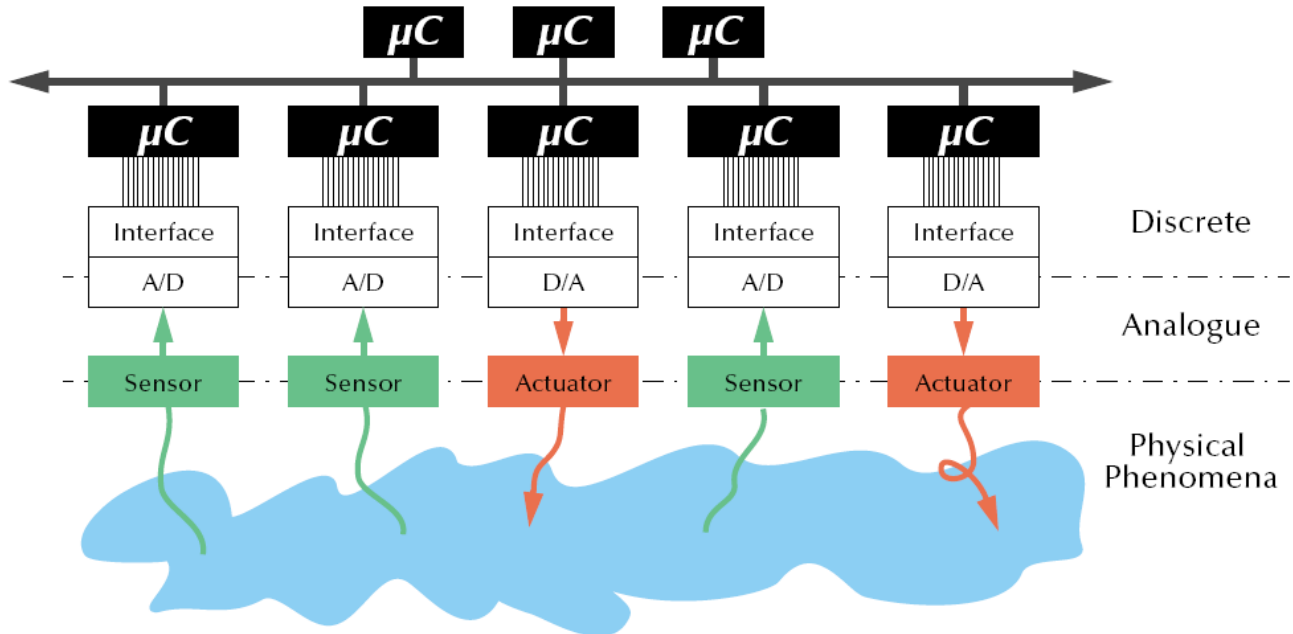 µC µC µC
µC µC µC µC µC
Interface Interface Interface Interface Interface
Discrete
A/D A/D D/A A/D D/A
Analogue
Sensor Sensor Actuator Sensor Actuator
Physical
Phenomena